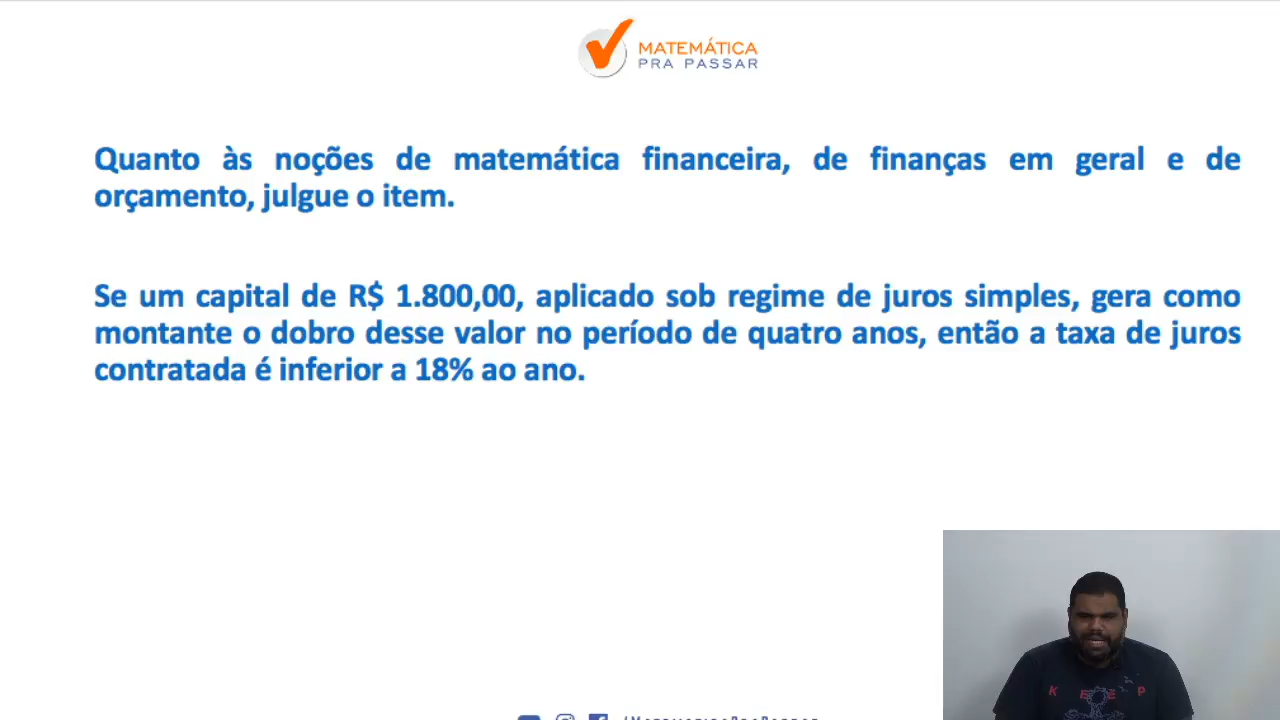 MATEMÁTICA
PRA PASSAR
Quanto às noções de matemática financeira, de finanças em geral e de
orçamento, julgue o item.
Se um capital de R$ 1.800,00, aplicado sob regime de juros simples, gera como
montante o dobro desse valor no período de quatro anos, então a taxa de juros
contratada é inferior a 18% ao ano.
K E E P